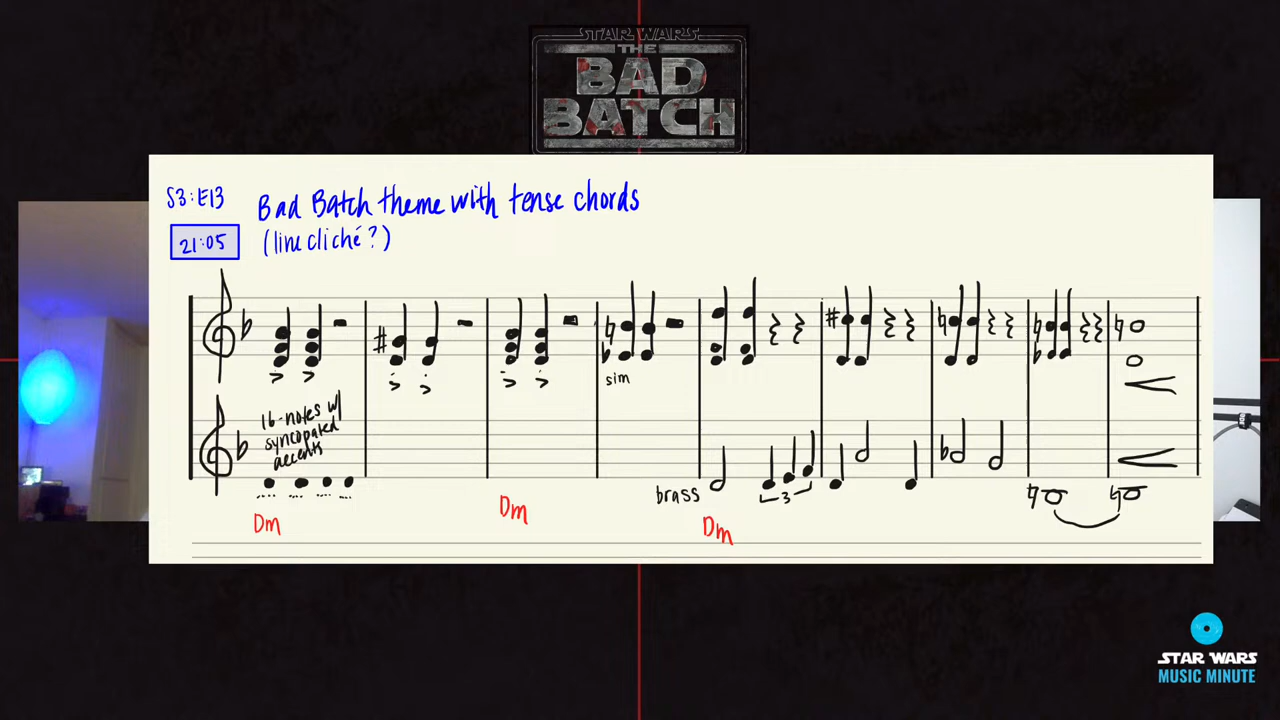 STAR WARS
THE
BAD
BATCH
S3:E13
Bad Batch theme with tense chords
21:05
(line cliché?)
sim
16-notes w/
syncopated
accents
brass
3
Dm
Dm
Dm
STAR WARS
MUSIC MINUTE